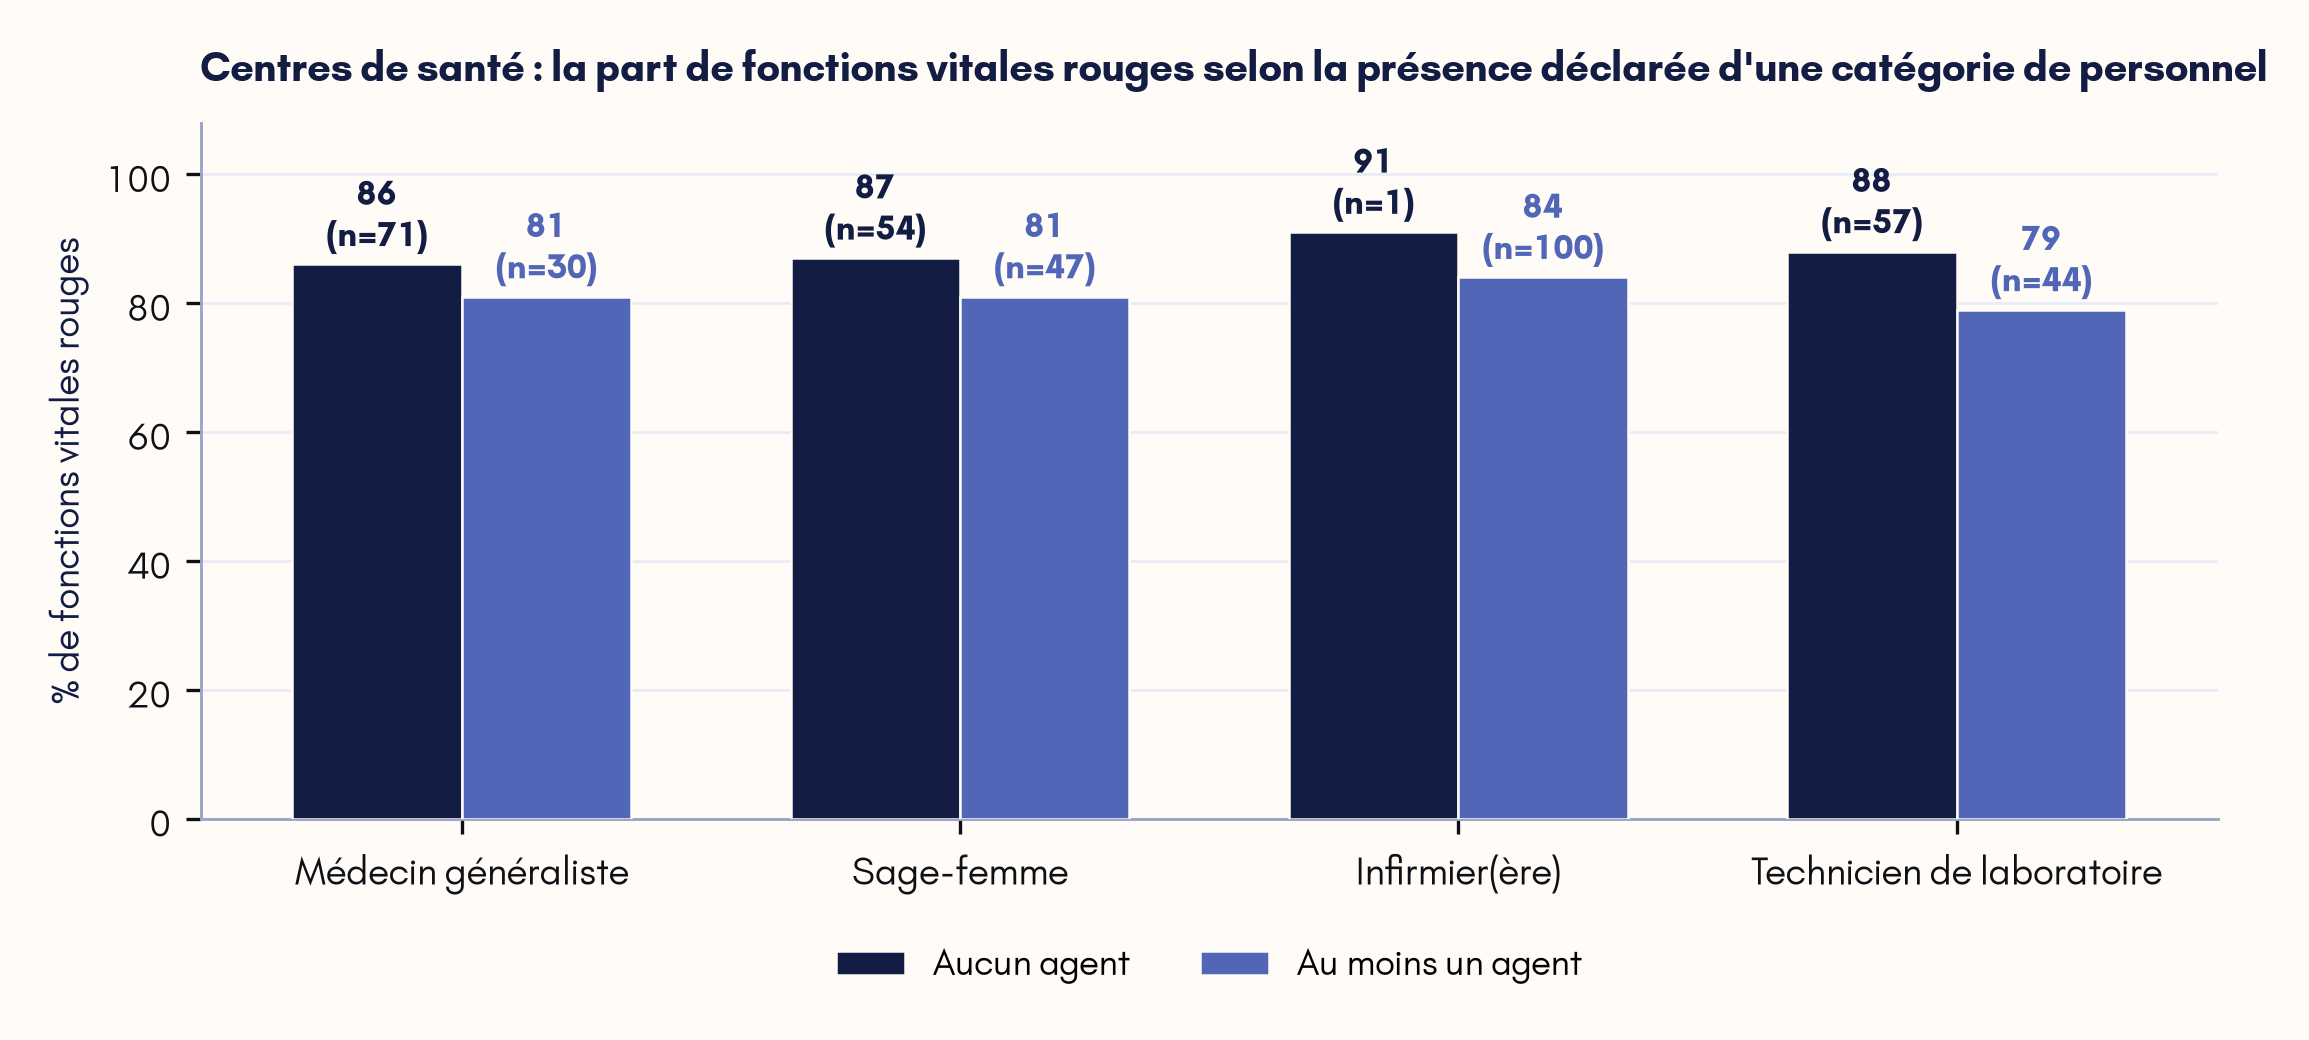 Centres de santé : la part de fonctions vitales rouges selon la présence déclarée d'une catégorie de personnel
% de fonctions vitales rouges
100
80
60
40
20
0
86
(n=71)
81
(n=30)
87
(n=54)
81
(n=47)
91
(n=1)
84
(n=100)
88
(n=57)
79
(n=44)
Médecin généraliste
Sage-femme
Infirmier(ère)
Technicien de laboratoire
Aucun agent
Au moins un agent